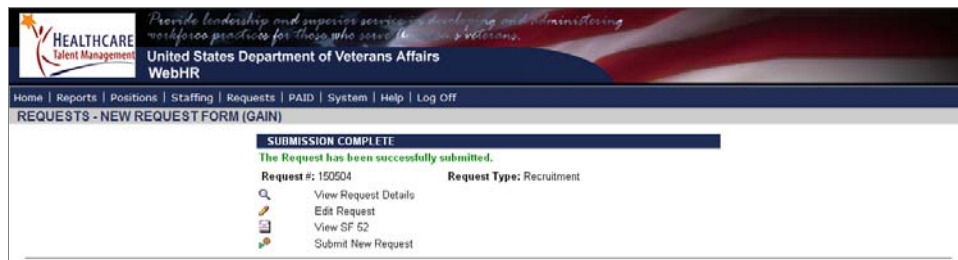 Provide leadership and superior service in developing and administering
workforce practices for those who serve
veterans.
HEALTHCARE
Talent Management
United States Department of Veterans Affairs
WebHR
Home | Reports | Positions | Staffing | Requests | PAID | System | Help | Log Off
REQUESTS - NEW REQUEST FORM (GAIN)
SUBMISSION COMPLETE
The Request has been successfully submitted.
Request #: 150504 Request Type: Recruitment
View Request Details
Edit Request
View SF 52
Submit New Request